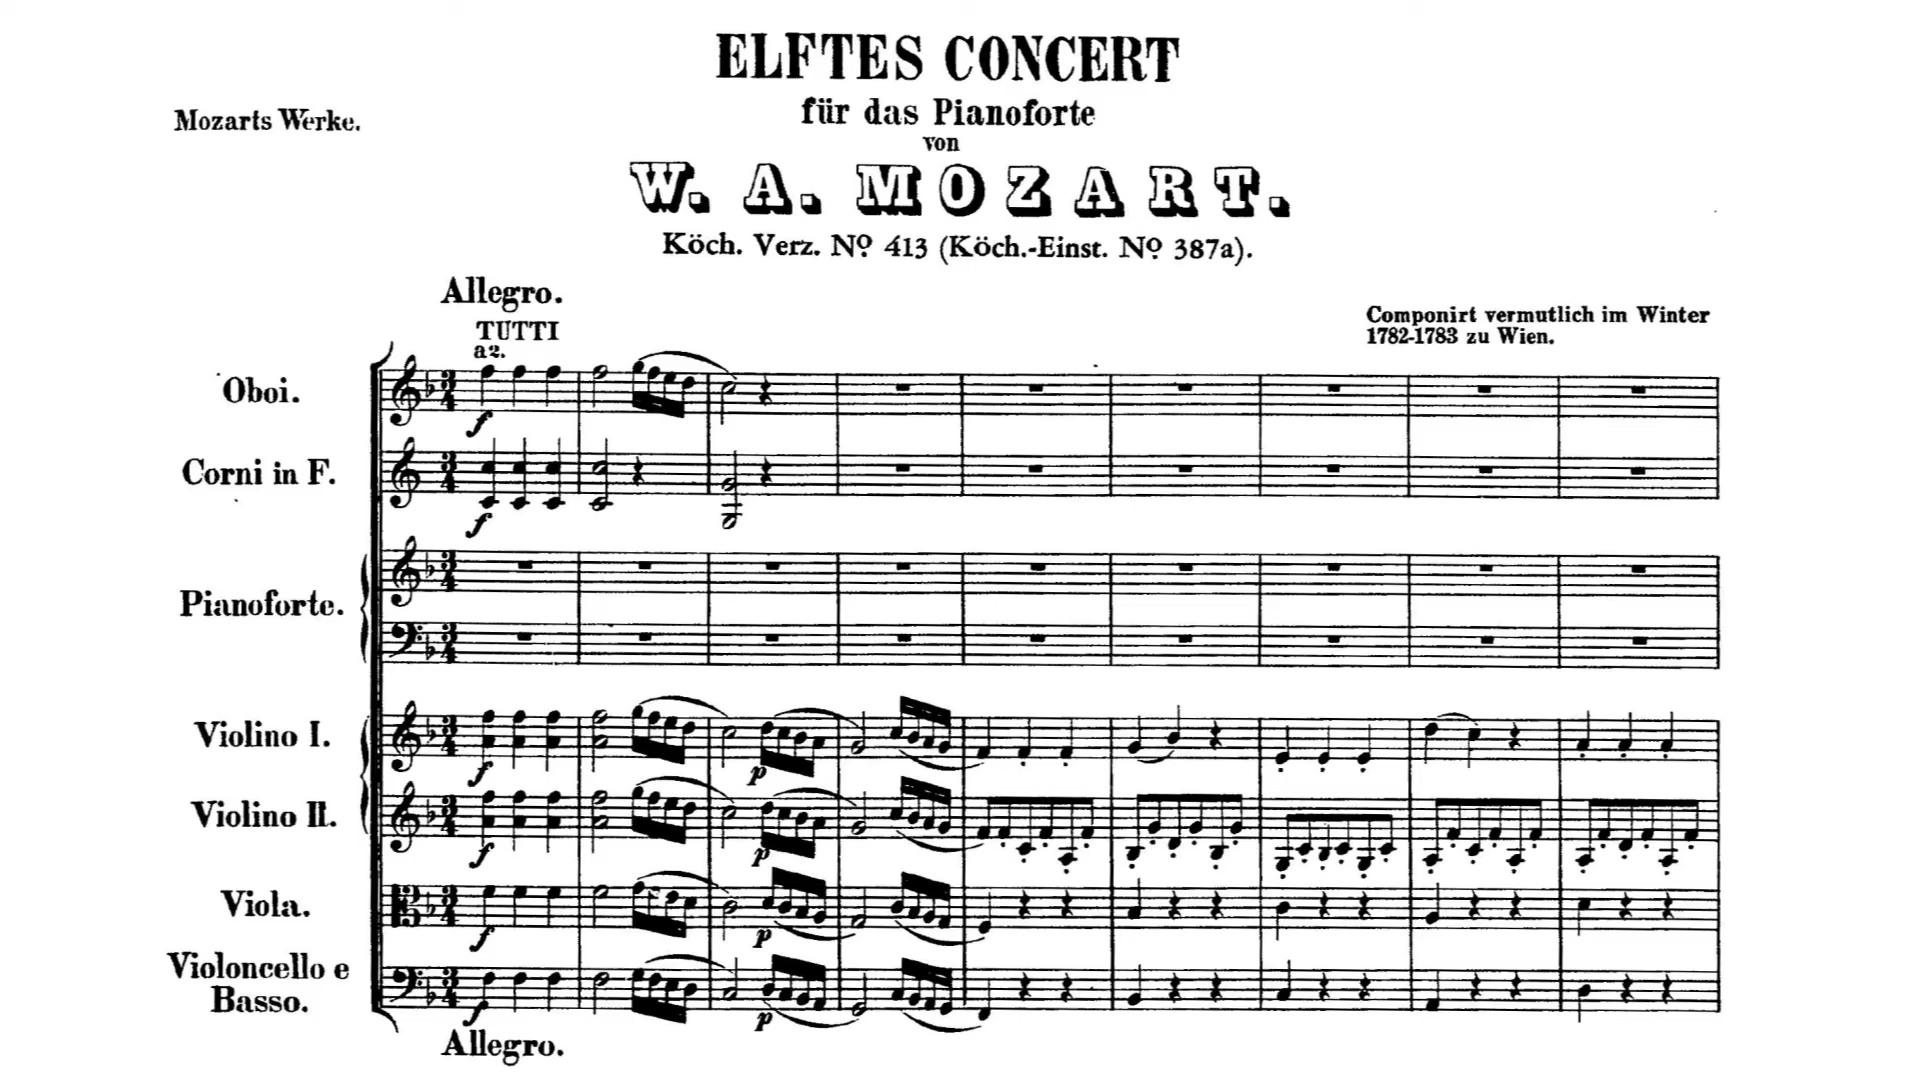 ELFTES CONCERT
für das Pianoforte
Mozarts Werke.
von
W. A. MOZART.
Köch. Verz. Nº 413 (Köch.-Einst. Nº 387a).
Allegro.
Componirt vermutlich im Winter
1782-1783 zu Wien.
TUTTI
a2.
Oboi.
f
Corni in F.
f
Pianoforte.
Violino I.
f p
Violino II.
f p
Viola.
f p
Violoncello e
Basso.
f p
Allegro.